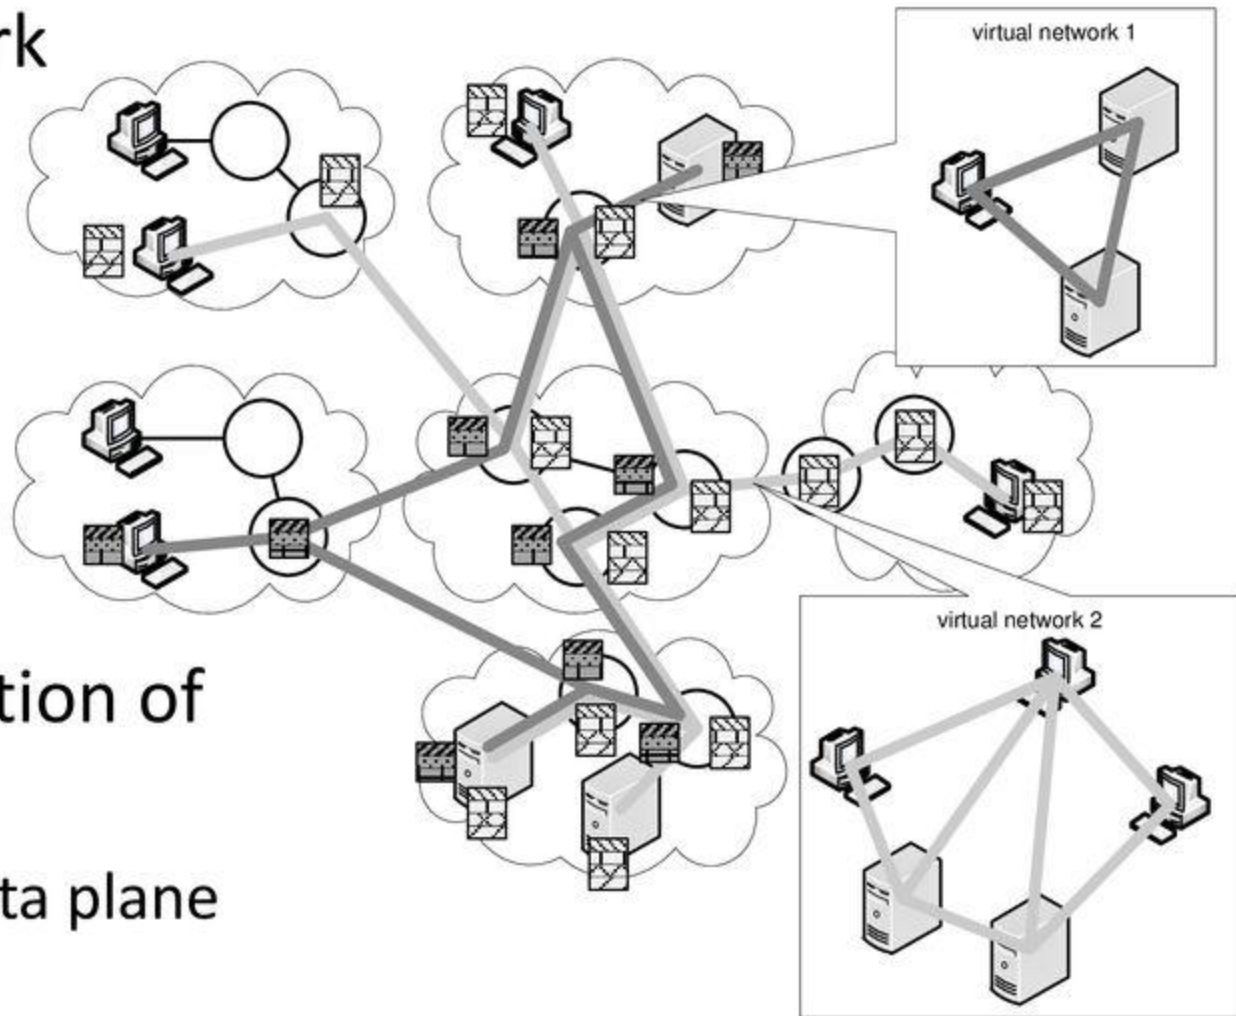 rk
virtual network 1
virtual network 2
tion of
ta plane